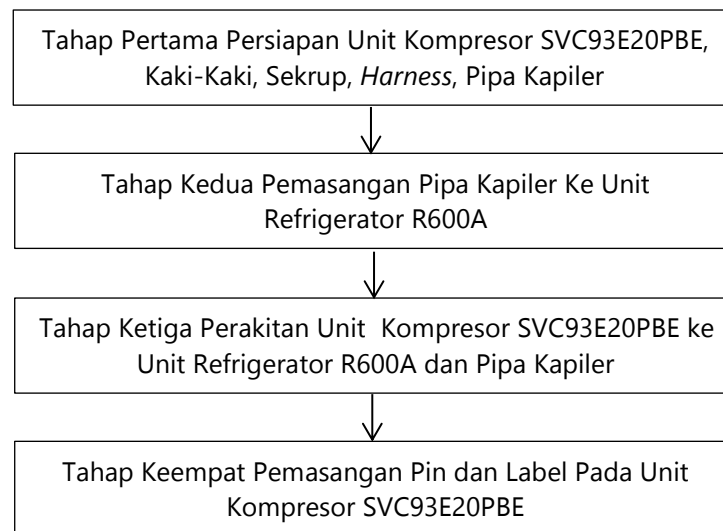 Tahap Pertama Persiapan Unit Kompresor SVC93E20PBE,
Kaki-Kaki, Sekrup, Harness, Pipa Kapiler
Tahap Kedua Pemasangan Pipa Kapiler Ke Unit
Refrigerator R600A
Tahap Ketiga Perakitan Unit Kompresor SVC93E20PBE ke
Unit Refrigerator R600A dan Pipa Kapiler
Tahap Keempat Pemasangan Pin dan Label Pada Unit
Kompresor SVC93E20PBE